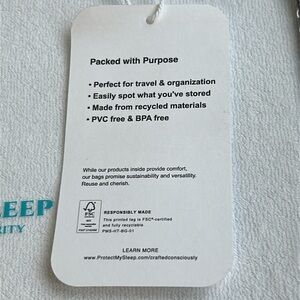 Packed with Purpose
• Perfect for travel & organization
• Easily spot what you've stored
• Made from recycled materials
• PVC free & BPA free
While our products inside provide comfort,
our bags promise sustainability and versatility.
Reuse and cherish.
FSC
RESPONSIBLY MADE
This printed tag is FSC®-certified
and fully recyclable.
PMS-HT-BG-01
LEARN MORE
www.ProtectMySleep.com/craftedconsciously
LEEP
RITY